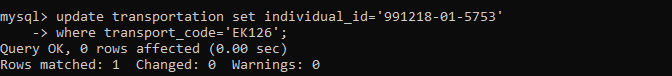 mysql> update transportation set individual_id='991218-01-5753'
    -> where transport_code='EK126';
Query OK, 0 rows affected (0.00 sec)
Rows matched: 1  Changed: 0  Warnings: 0